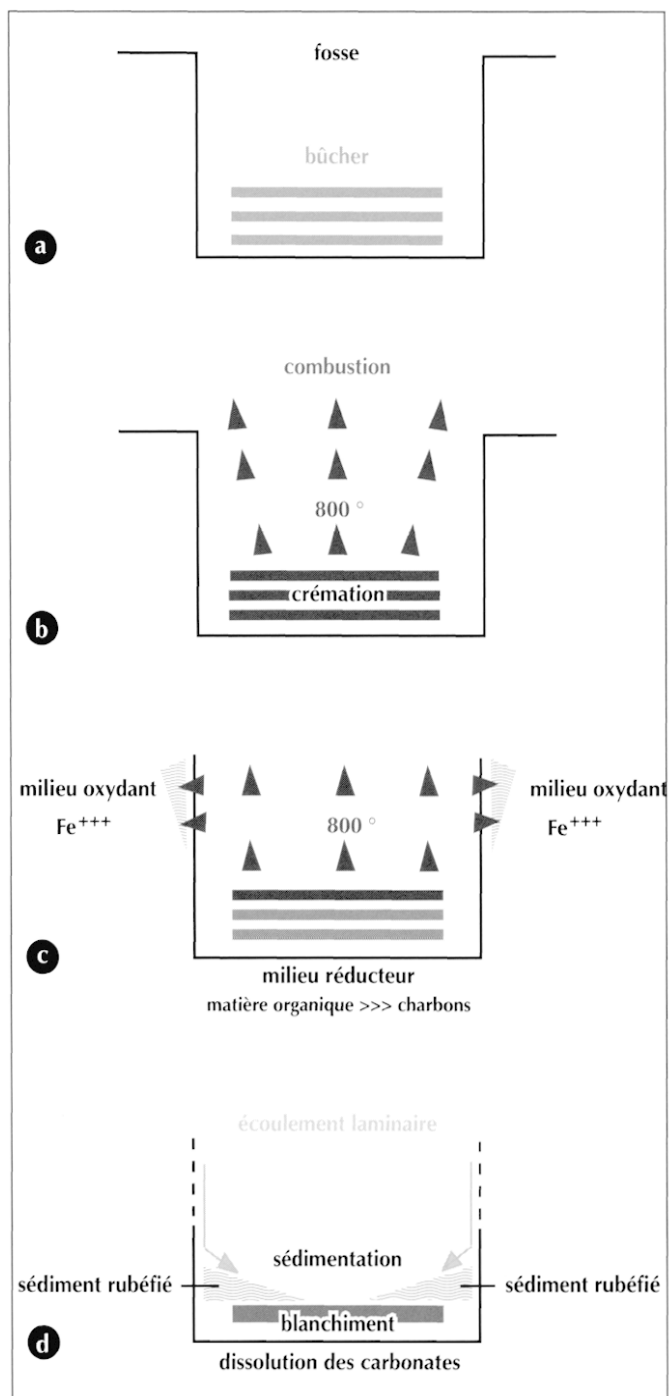 fosse
bûcher
a
combustion
800 °
crémation
b
milieu oxydant
Fe+++
800 °
milieu oxydant
Fe+++
c
milieu réducteur
matière organique >>> charbons
écoulement laminaire
sédimentation
sédiment rubéfié
sédiment rubéfié
blanchiment
d
dissolution des carbonates